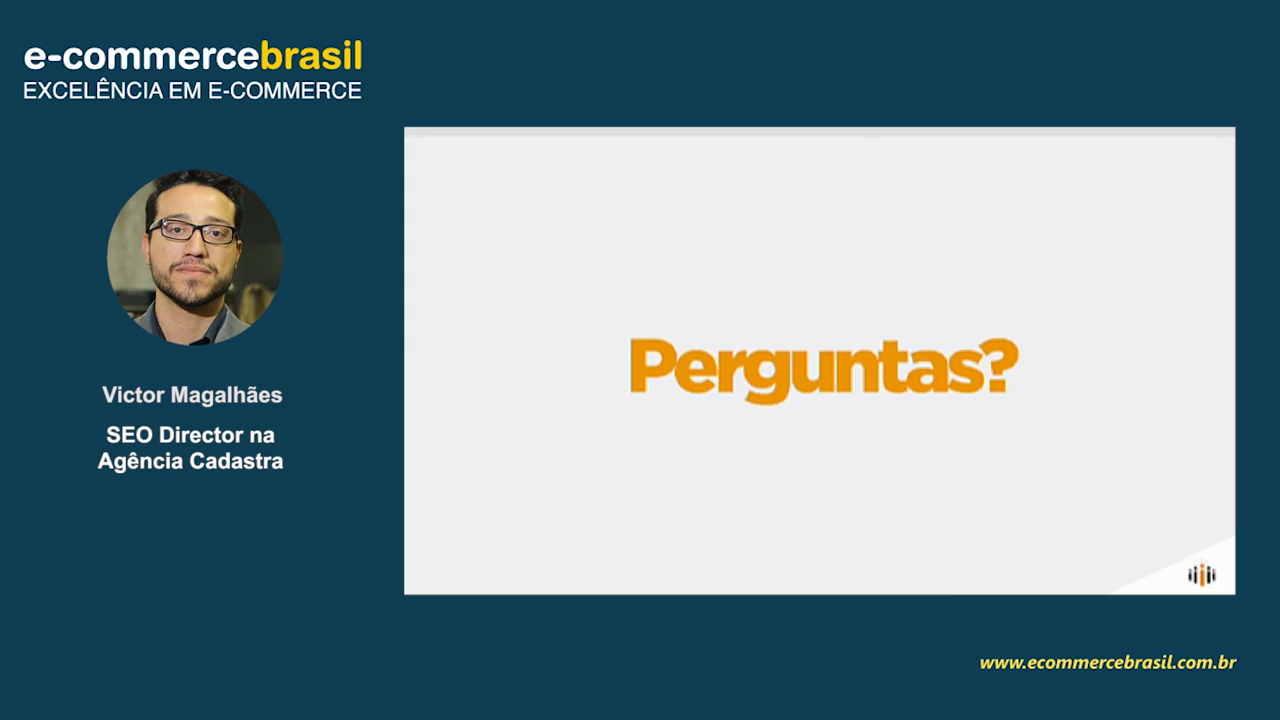 e-commercebrasil
EXCELÊNCIA EM E-COMMERCE
Victor Magalhães
SEO Director na
Agência Cadastra
Perguntas?
www.ecommercebrasil.com.br